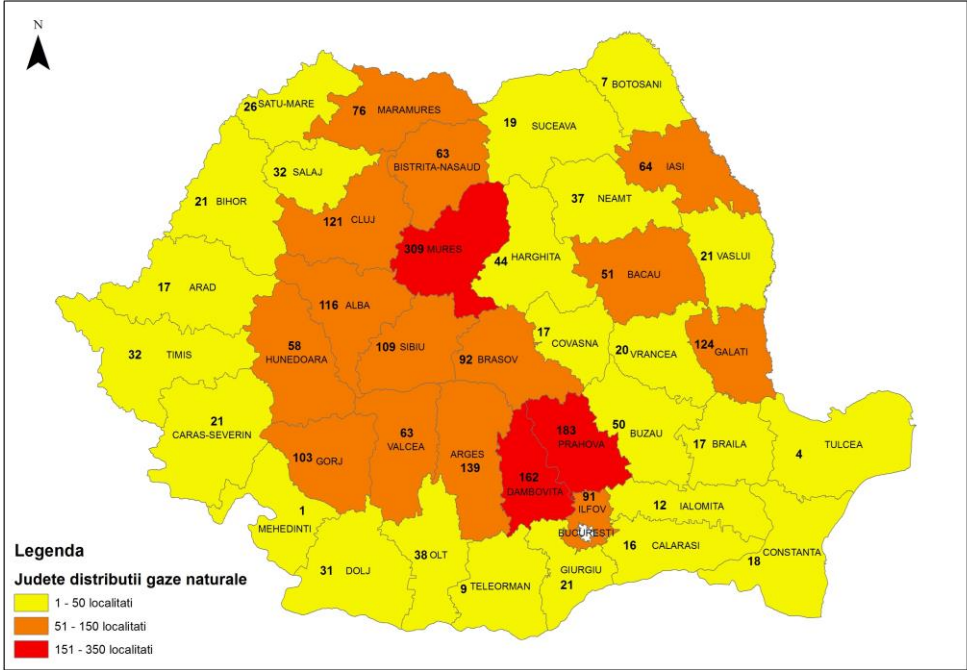 N
7 BOTOSANI
26 SATU-MARE
76 MARAMURES
19 SUCEAVA
63
BISTRITA-NASAUD
64 IASI
32 SALAJ
37 NEAMT
21 BIHOR
121 CLUJ
309 MURES
44 HARGHITA
51 BACAU
21 VASLUI
17 ARAD
116 ALBA
58
HUNEDOARA
109 SIBIU
92 BRASOV
17
COVASNA
20 VRANCEA
124
GALATI
32 TIMIS
21
CARAS-SEVERIN
103 GORJ
63
VALCEA
ARGES
139
162
DAMBOVITA
183
PRAHOVA
50 BUZAU
17 BRAILA
TULCEA
4
91
ILFOV
BUCURESTI
12 IALOMITA
1
MEHEDINTI
16 CALARASI
CONSTANTA
18
31 DOLJ
38 OLT
9 TELEORMAN
GIURGIU
21
Legenda
Judete distributii gaze naturale
1 - 50 localitati
51 - 150 localitati
151 - 350 localitati